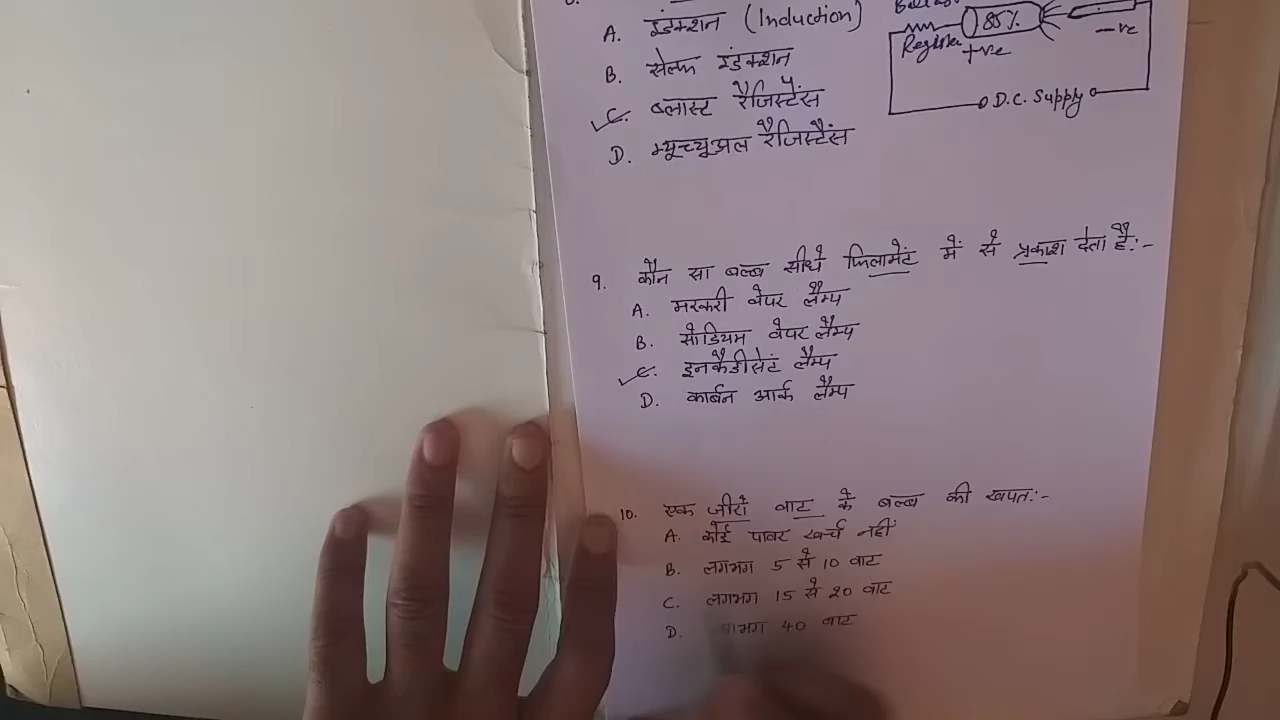 A. इंडक्शन (Induction)
B. सेल्फ इंडक्शन
C. ब्लास्ट रैजिस्टैंस में
D. म्यूच्यूअल रैजिस्टैंस
85%
+ve
-ve
D.C. Supply
9. कौन सा बल्ब सीधे फिलामेंट में से प्रकाश देता है:-
A. मरकरी वेपर लैम्प
B. सोडियम वेपर लैम्प
C. इनकैडीसेंट लैम्प
D. कार्बन आर्क लैम्प
10. एक जीरो वाट के बल्ब की खपत:-
A. कोई पावर खर्च नहीं
B. लगभग 5 से 10 वाट
C. लगभग 15 से 20 वाट
D. 40 वाट